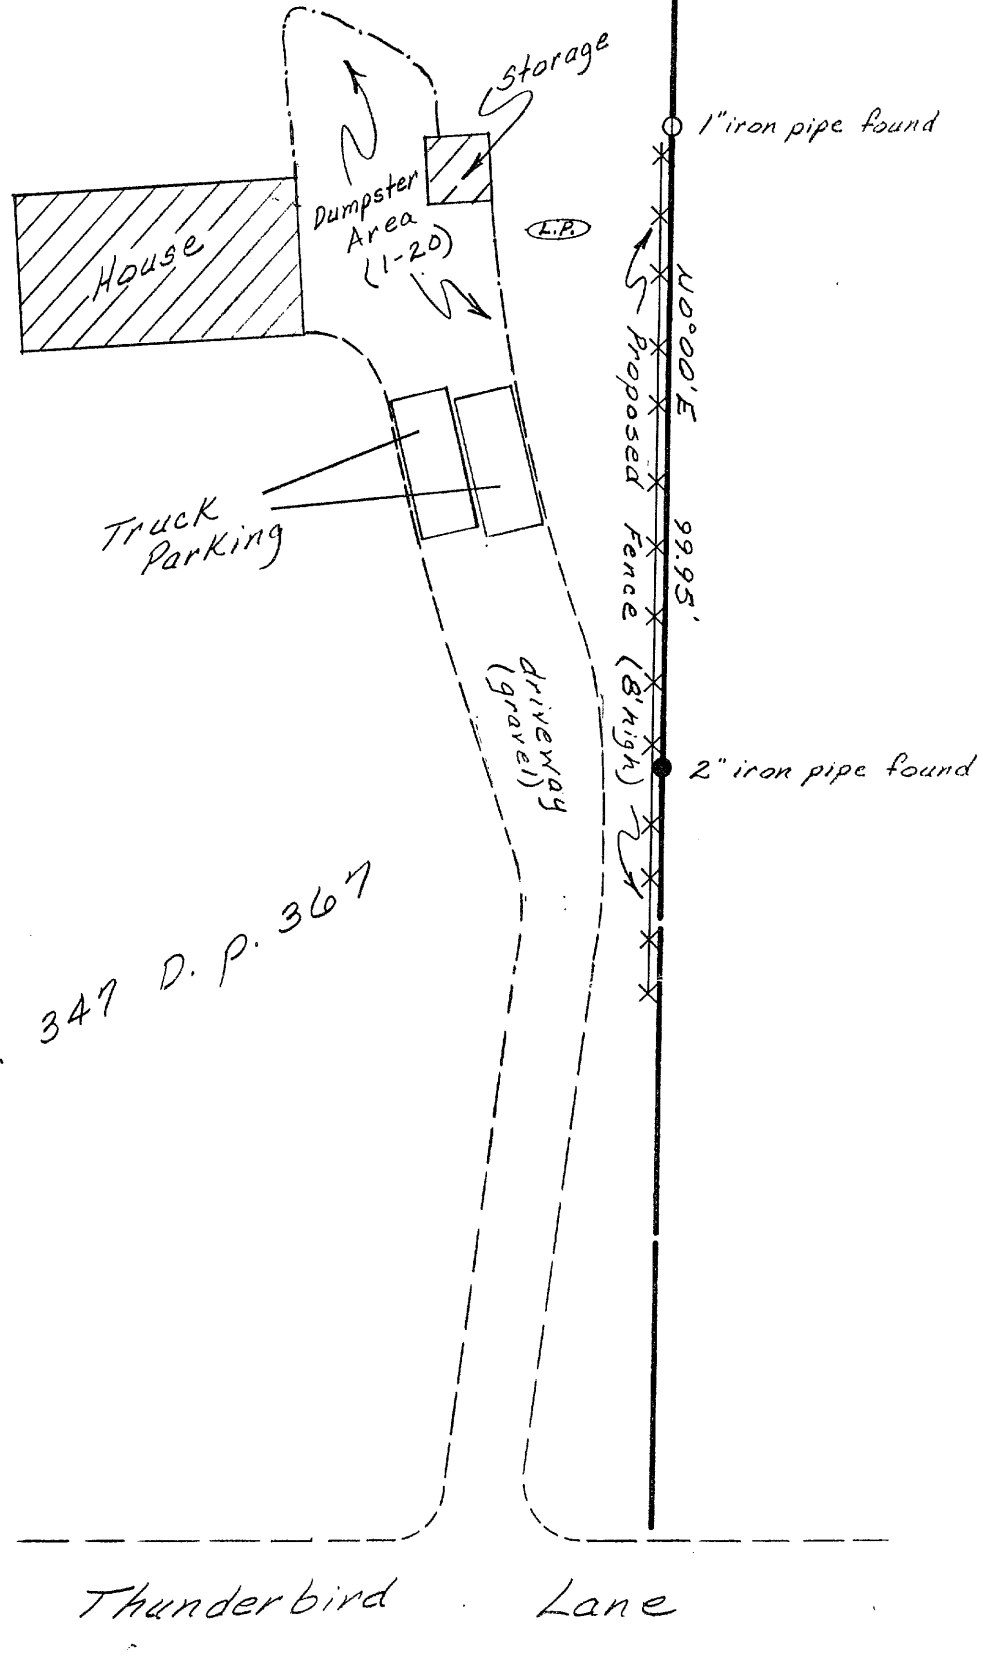 Storage
1" iron pipe found
Dumpster
Area
(1-20)
L.P.
House
N0°00'E 99.95'
Proposed Fence (8' high)
Truck
Parking
driveway
(gravel)
2" iron pipe found
347 D. P. 367
Thunderbird Lane